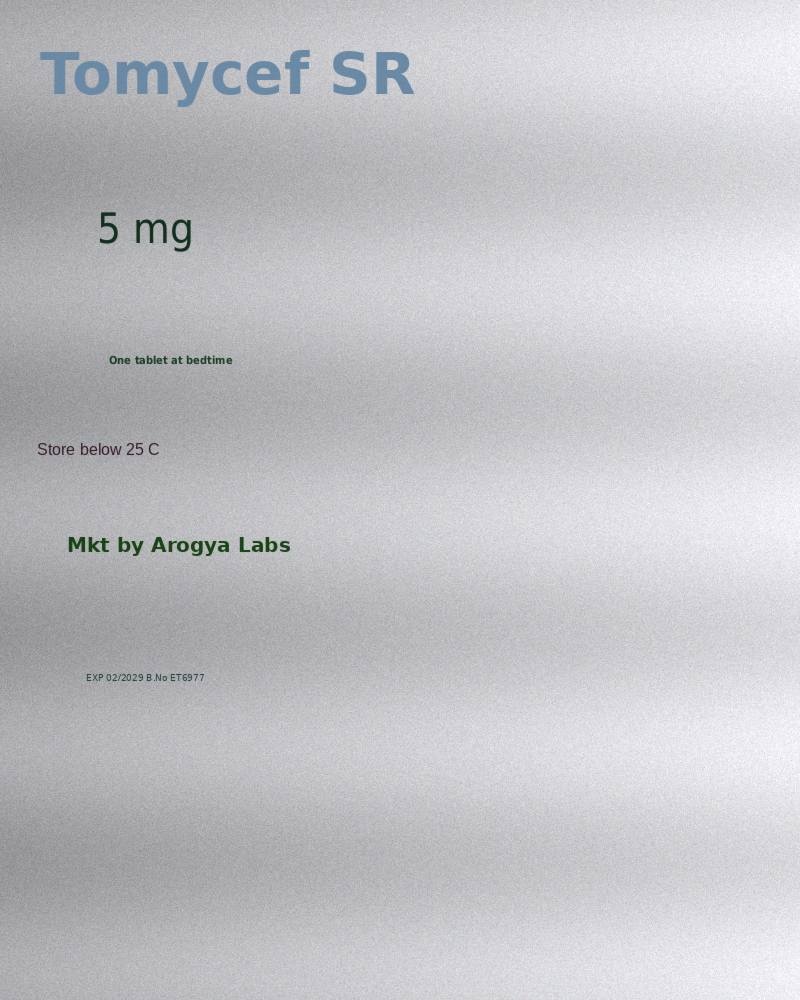 Tomycef SR
5 mg
One tablet at bedtime
Store below 25 C
Mkt by Arogya Labs
EXP 02/2029 B.No ET6977